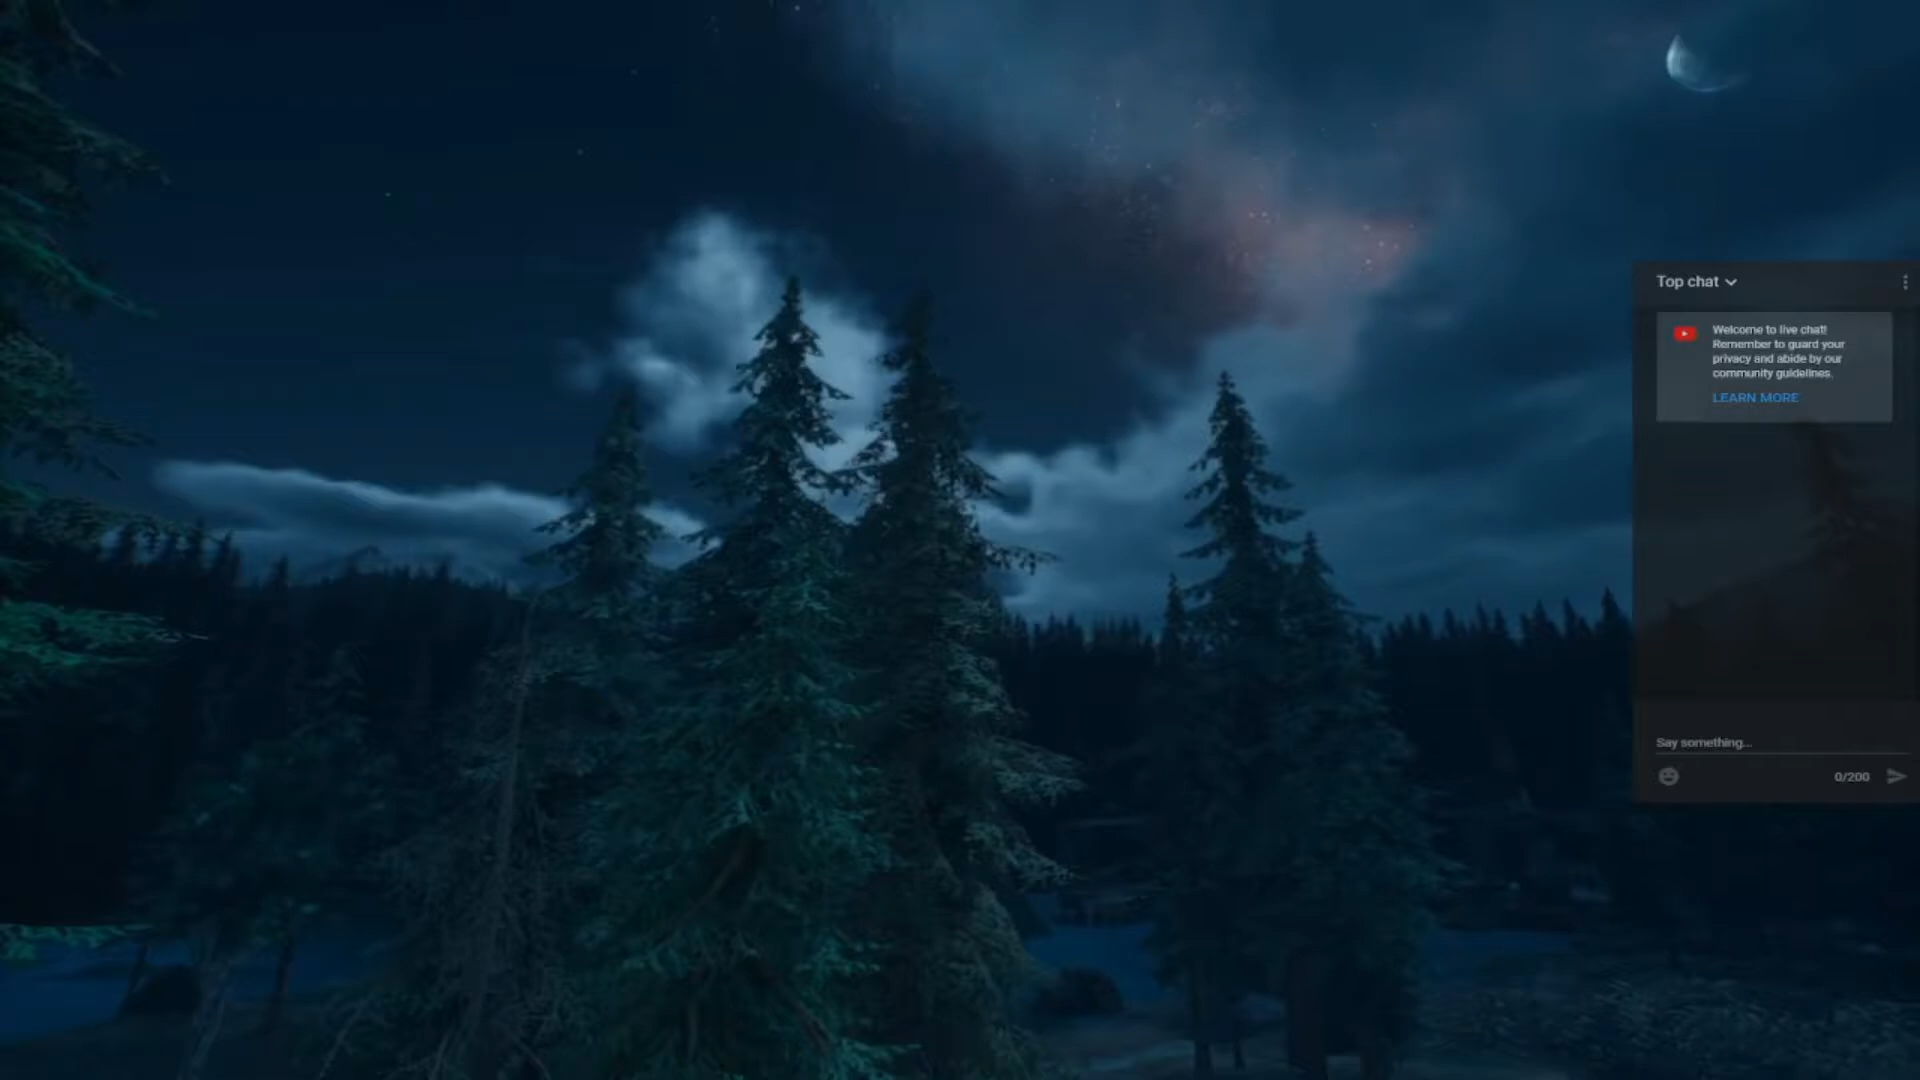 Top chat
Welcome to live chat!
Remember to guard your
privacy and abide by our
community guidelines.
LEARN MORE
Say something...
0/200